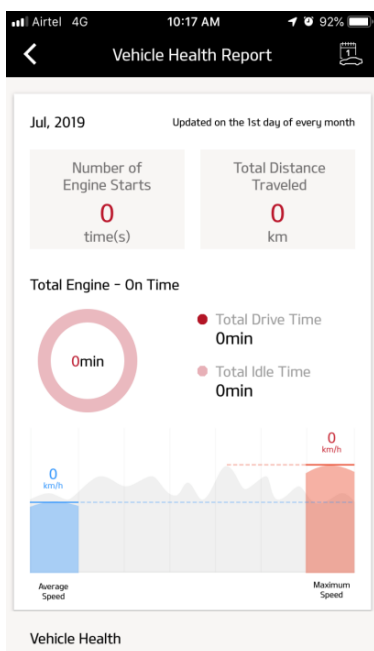 Airtel 4G 10:17 AM 92%
Vehicle Health Report
1
Jul, 2019 Updated on the 1st day of every month
Number of
Engine Starts
0
time(s)
Total Distance
Traveled
0
km
Total Engine - On Time
0min
Total Drive Time
0min
Total Idle Time
0min
0
km/h
0
km/h
Average
Speed
Maximum
Speed
Vehicle Health